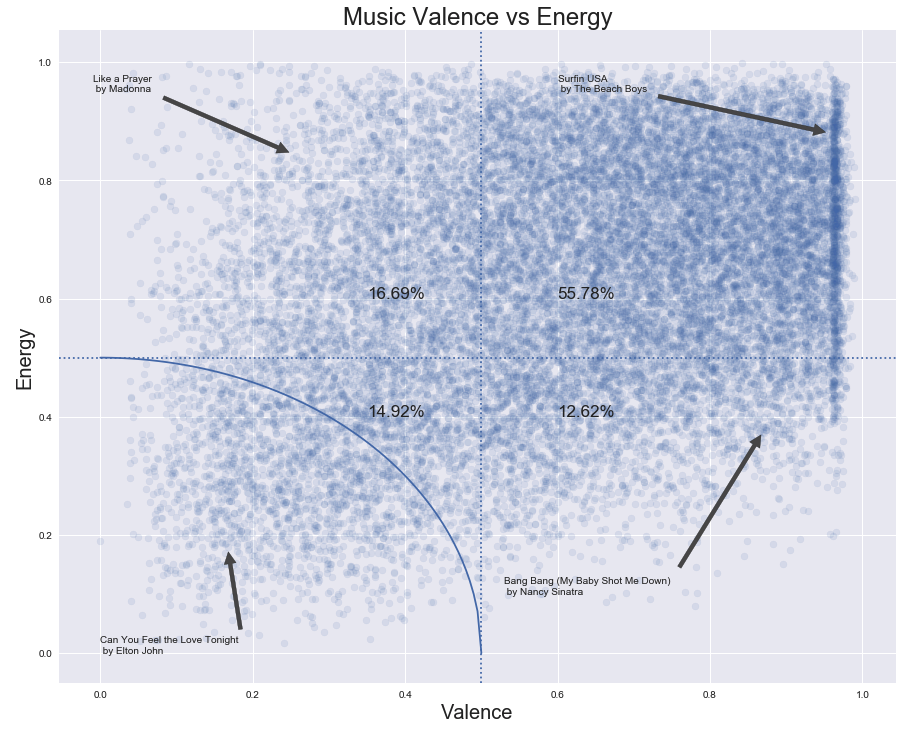 Music Valence vs Energy
1.0
0.8
0.6
0.4
0.2
0.0
Energy
Like a Prayer
by Madonna
Surfin USA
by The Beach Boys
16.69%
55.78%
14.92%
12.62%
Bang Bang (My Baby Shot Me Down)
by Nancy Sinatra
Can You Feel the Love Tonight
by Elton John
0.0
0.2
0.4
0.6
0.8
1.0
Valence